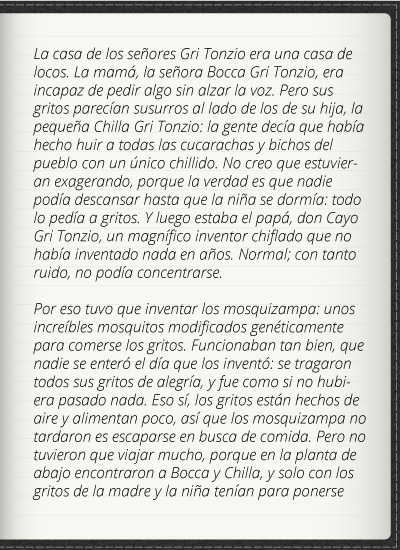 La casa de los señores Gri Tonzio era una casa de
locos. La mamá, la señora Bocca Gri Tonzio, era
incapaz de pedir algo sin alzar la voz. Pero sus
gritos parecían susurros al lado de los de su hija, la
pequeña Chilla Gri Tonzio: la gente decía que había
hecho huir a todas las cucarachas y bichos del
pueblo con un único chillido. No creo que estuvier-
an exagerando, porque la verdad es que nadie
podía descansar hasta que la niña se dormía: todo
lo pedía a gritos. Y luego estaba el papá, don Cayo
Gri Tonzio, un magnífico inventor chiflado que no
había inventado nada en años. Normal; con tanto
ruido, no podía concentrarse.

Por eso tuvo que inventar los mosquizampa: unos
increíbles mosquitos modificados genéticamente
para comerse los gritos. Funcionaban tan bien, que
nadie se enteró el día que los inventó: se tragaron
todos sus gritos de alegría, y fue como si no hubi-
era pasado nada. Eso sí, los gritos están hechos de
aire y alimentan poco, así que los mosquizampa no
tardaron es escaparse en busca de comida. Pero no
tuvieron que viajar mucho, porque en la planta de
abajo encontraron a Bocca y Chilla, y solo con los
gritos de la madre y la niña tenían para ponerse